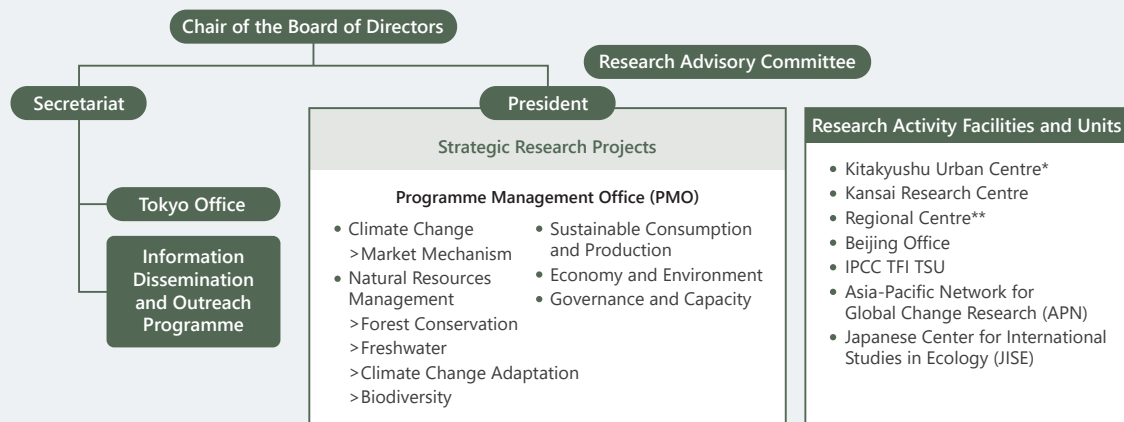 Chair of the Board of Directors
Research Advisory Committee
Secretariat
President
Strategic Research Projects
Tokyo Office
Information
Dissemination
and Outreach
Programme
Programme Management Office (PMO)
• Climate Change
>Market Mechanism
• Natural Resources
Management
>Forest Conservation
>Freshwater
>Climate Change Adaptation
>Biodiversity
• Sustainable Consumption
and Production
• Economy and Environment
• Governance and Capacity
Research Activity Facilities and Units
• Kitakyushu Urban Centre*
• Kansai Research Centre
• Regional Centre**
• Beijing Office
• IPCC TFI TSU
• Asia-Pacific Network for
Global Change Research (APN)
• Japanese Center for International
Studies in Ecology (JISE)